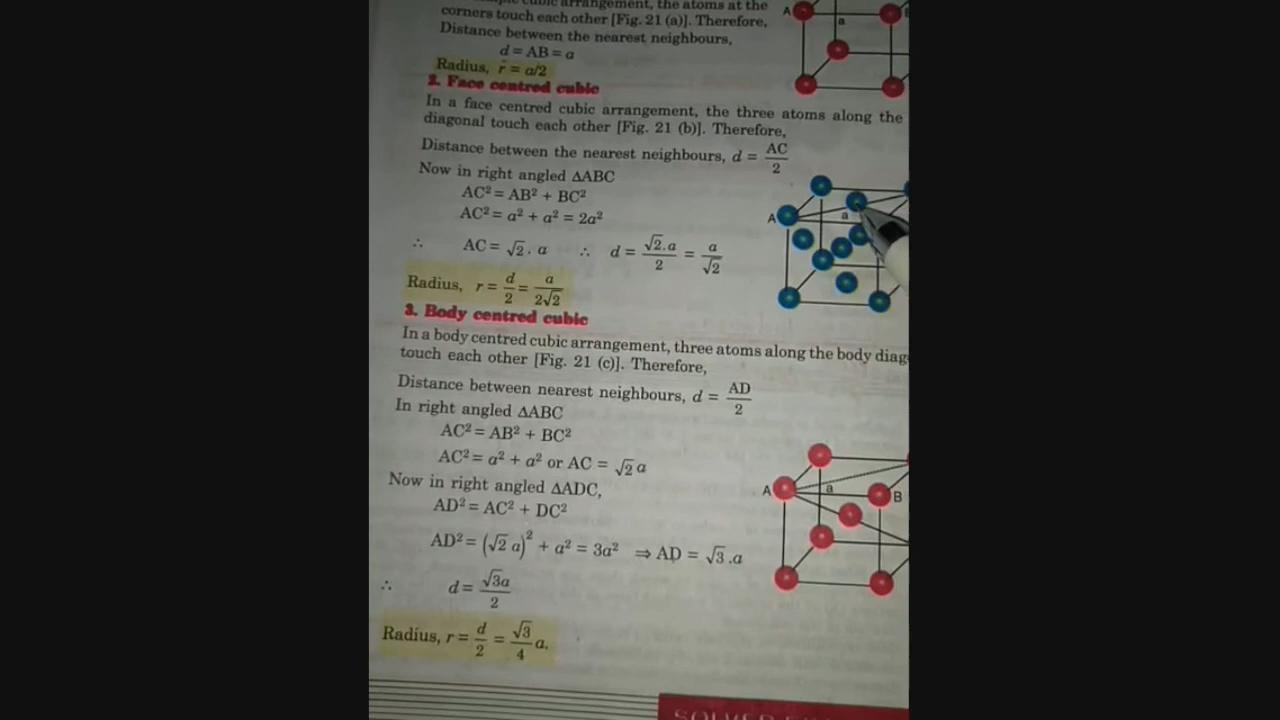 cubic arrangement, the atoms at the
corners touch each other [Fig. 21 (a)]. Therefore,
Distance between the nearest neighbours,
d = AB = a
Radius, r = a/2
2. Face centred cubic
In a face centred cubic arrangement, the three atoms along the
diagonal touch each other [Fig. 21 (b)]. Therefore,
Distance between the nearest neighbours, d = AC/2
Now in right angled ΔABC
AC² = AB² + BC²
AC² = a² + a² = 2a²
∴ AC = √2 . a ∴ d = √2.a/2 = a/√2
Radius, r = d/2 = a/2√2
3. Body centred cubic
In a body centred cubic arrangement, three atoms along the body diag
touch each other [Fig. 21 (c)]. Therefore,
Distance between nearest neighbours, d = AD/2
In right angled ΔABC
AC² = AB² + BC²
AC² = a² + a² or AC = √2 a
Now in right angled ΔADC,
AD² = AC² + DC²
AD² = (√2 a)² + a² = 3a² ⇒ AD = √3 .a
∴ d = √3a/2
Radius, r = d/2 = √3/4 a.
A
a
A
a
A
a
B